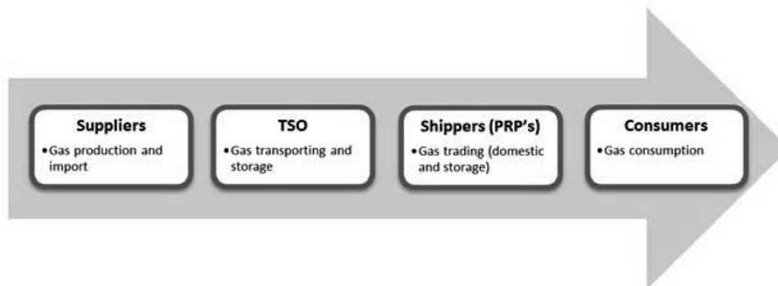 Suppliers
•Gas production and
import
TSO
•Gas transporting and
storage
Shippers (PRP's)
•Gas trading (domestic
and storage)
Consumers
•Gas consumption